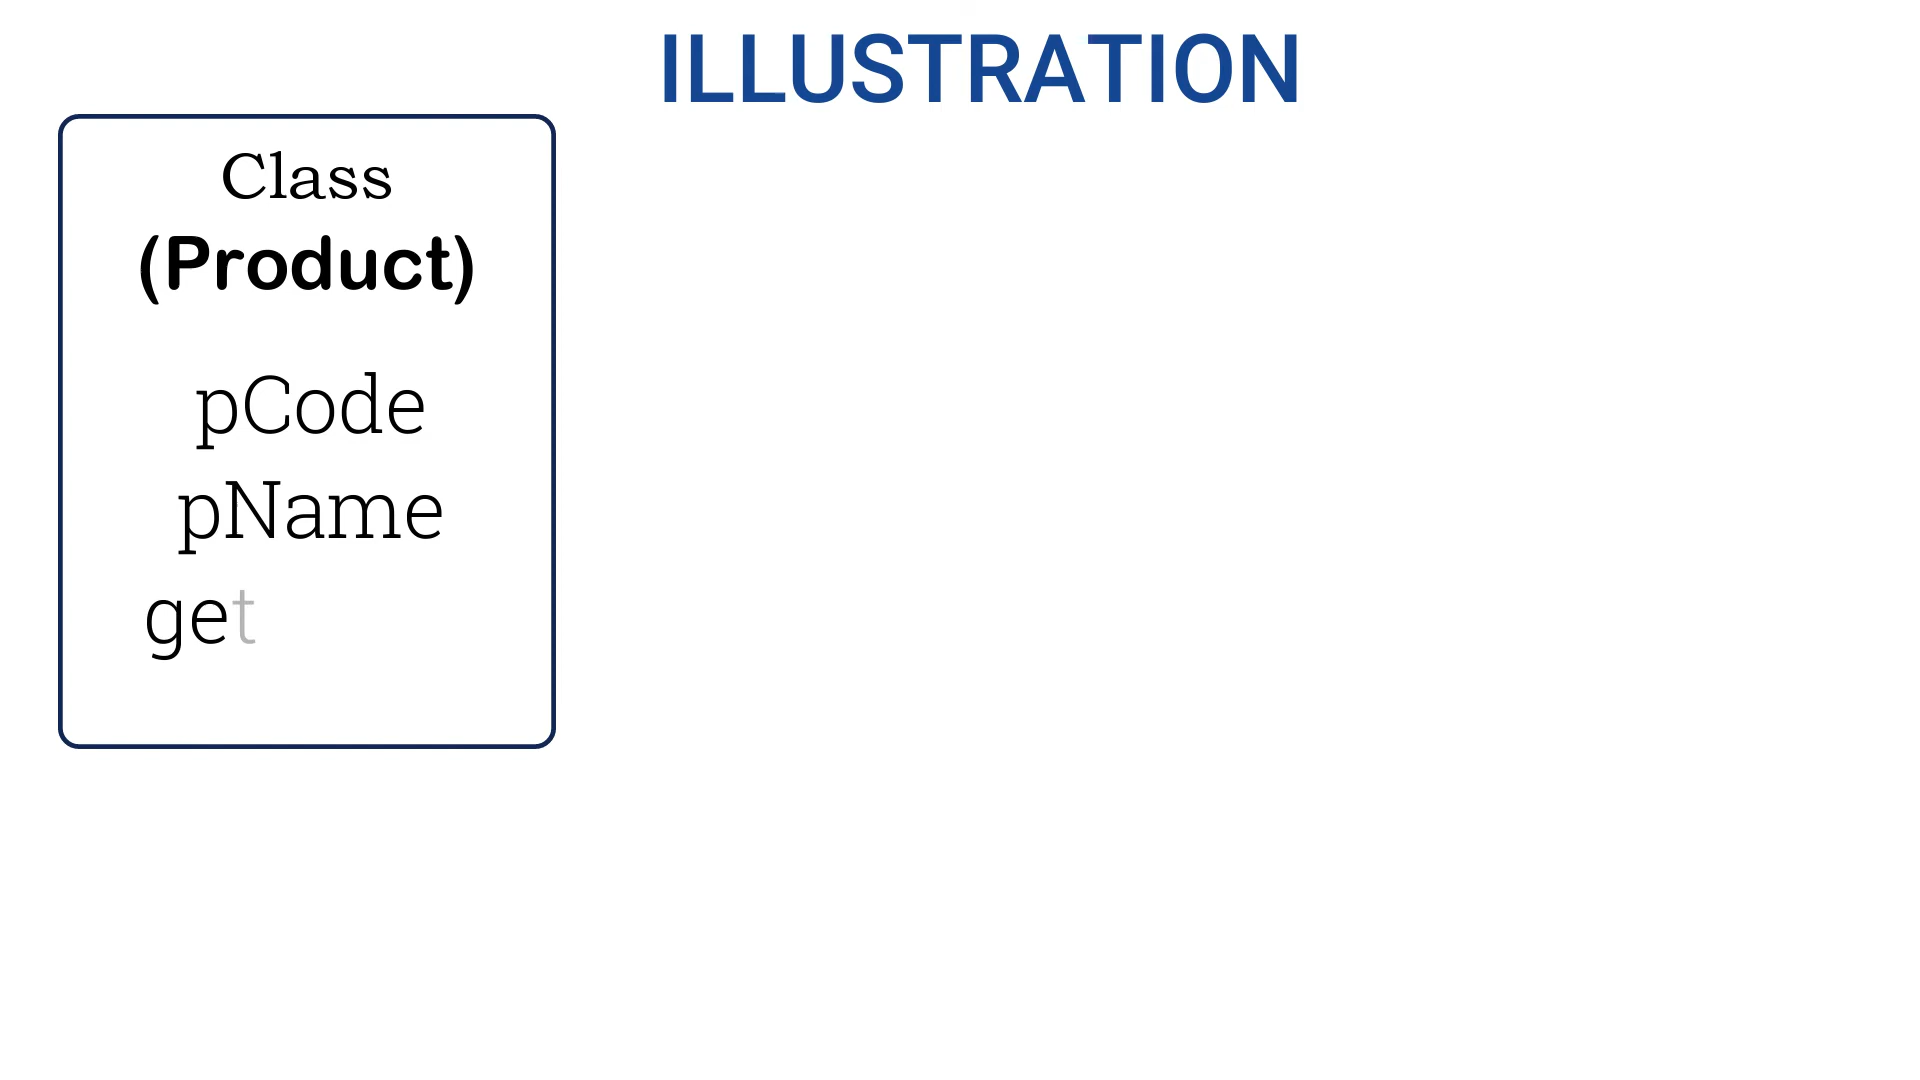 ILLUSTRATION
Class
(Product)
pCode
pName
get